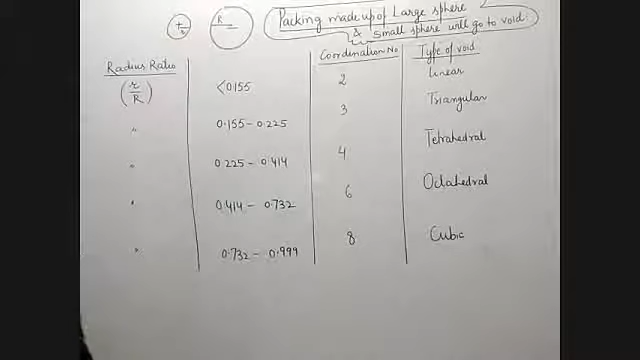 r
R
Packing made up of Large sphere
& small sphere will go to void.
Radius Ratio Coordination No Type of void
(r/R) <0.155 2 Linear
" 0.155 - 0.225 3 Triangular
" 0.225 - 0.414 4 Tetrahedral
" 0.414 - 0.732 6 Octahedral
" 0.732 - 0.999 8 Cubic